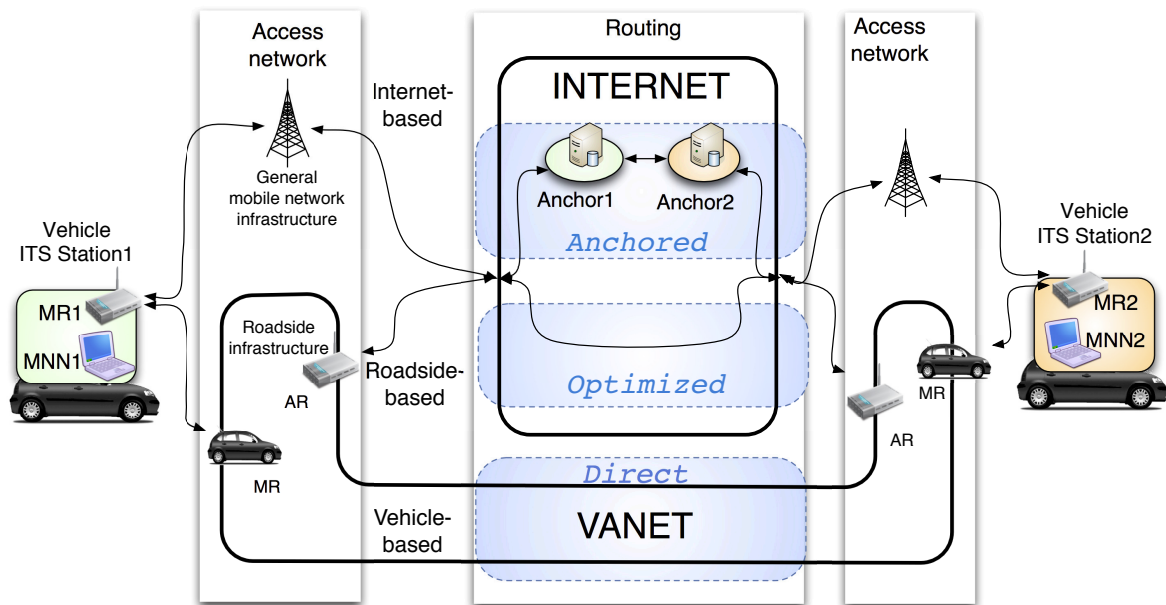 Access
network
Routing
Access
network
INTERNET
Internet-
based
General
mobile network
infrastructure
Anchor1
Anchor2
Anchored
Vehicle
ITS Station1
Vehicle
ITS Station2
MR1
MNN1
MR2
MNN2
Roadside
infrastructure
AR
Roadside-
based
Optimized
MR
AR
MR
Direct
Vehicle-
based
VANET